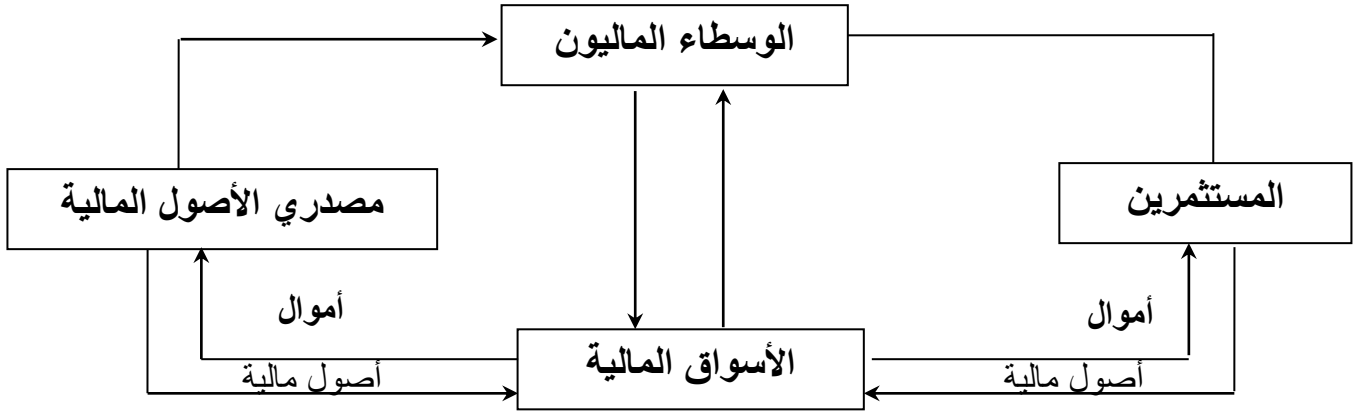 الوسطاء الماليون
المستثمرين
مصدري الأصول المالية
أموال
أموال
الأسواق المالية
أصول مالية
أصول مالية